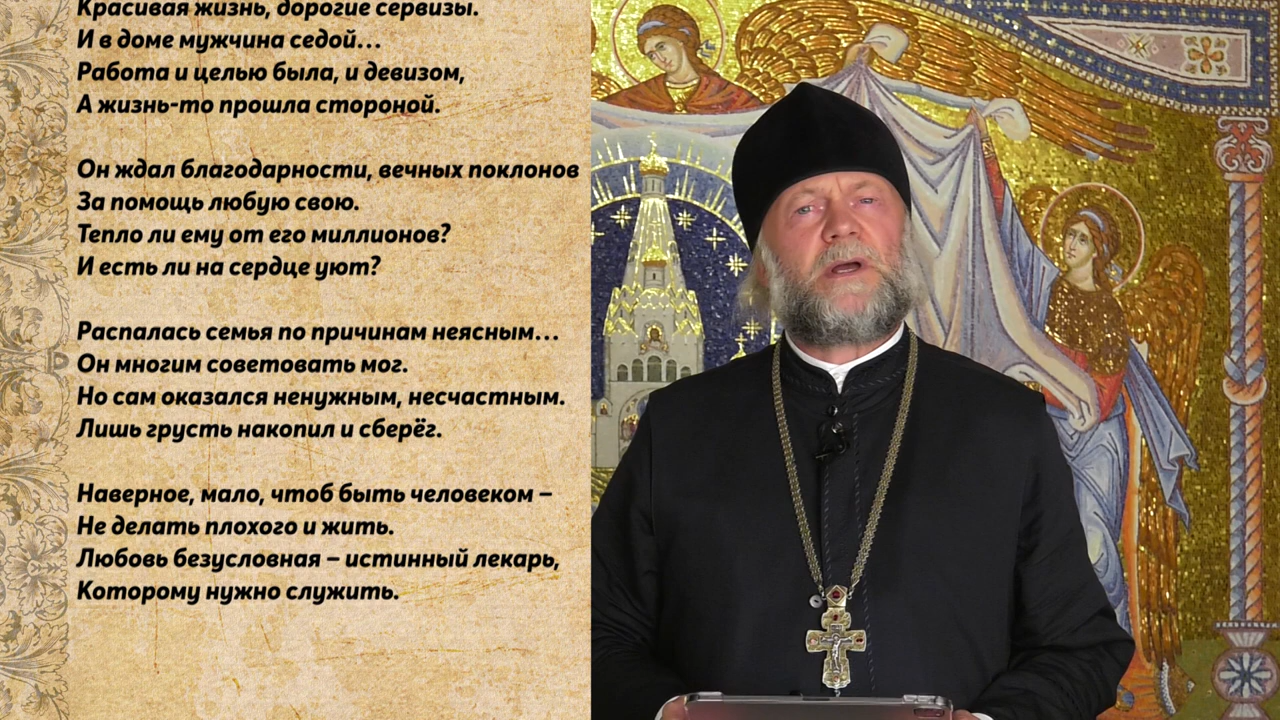 Красивая жизнь, дорогие сервизы.
И в доме мужчина седой...
Работа и целью была, и девизом,
А жизнь-то прошла стороной.
Он ждал благодарности, вечных поклонов
За помощь любую свою.
Тепло ли ему от его миллионов?
И есть ли на сердце уют?
Распалась семья по причинам неясным...
Он многим советовать мог.
Но сам оказался ненужным, несчастным.
Лишь грусть накопил и сберёг.
Наверное, мало, чтоб быть человеком –
Не делать плохого и жить.
Любовь безусловная – истинный лекарь,
Которому нужно служить.